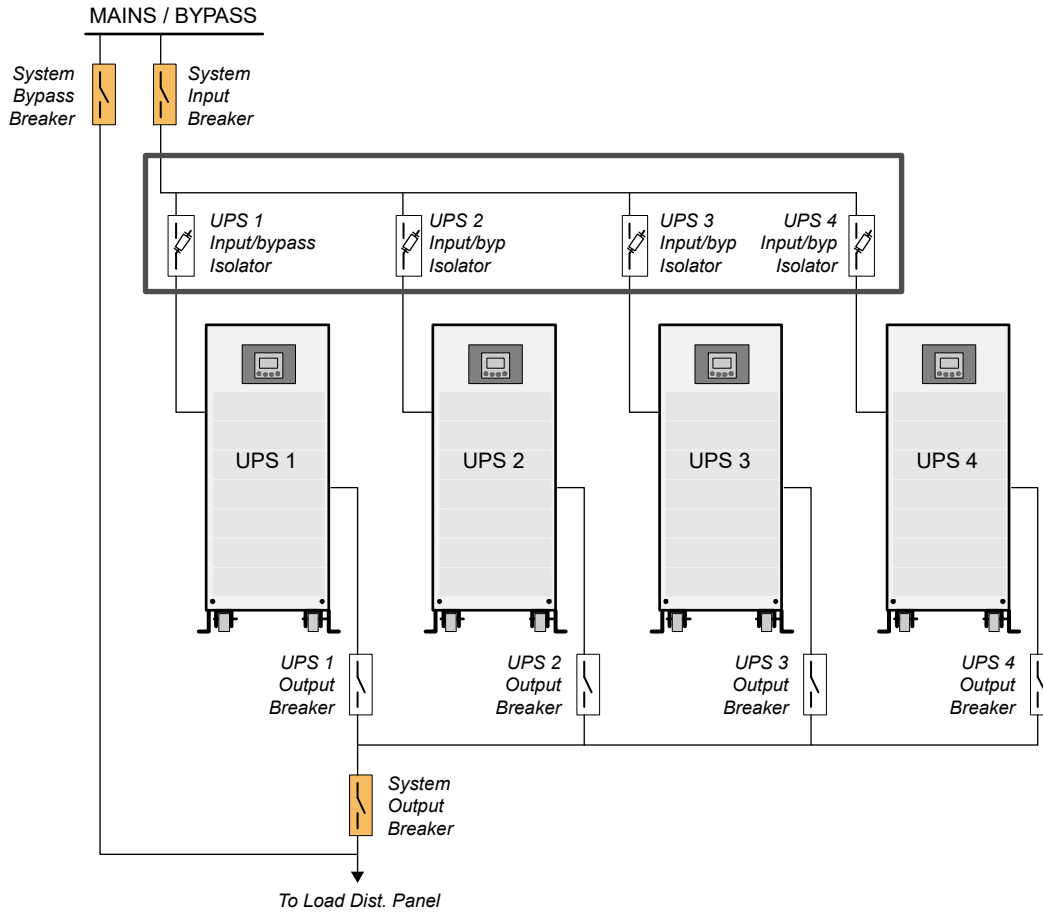 MAINS / BYPASS
System
Bypass
Breaker
System
Input
Breaker
UPS 1
Input/bypass
Isolator
UPS 2
Input/byp
Isolator
UPS 3
Input/byp
Isolator
UPS 4
Input/byp
Isolator
UPS 1
UPS 2
UPS 3
UPS 4
UPS 1
Output
Breaker
UPS 2
Output
Breaker
UPS 3
Output
Breaker
UPS 4
Output
Breaker
System
Output
Breaker
To Load Dist. Panel